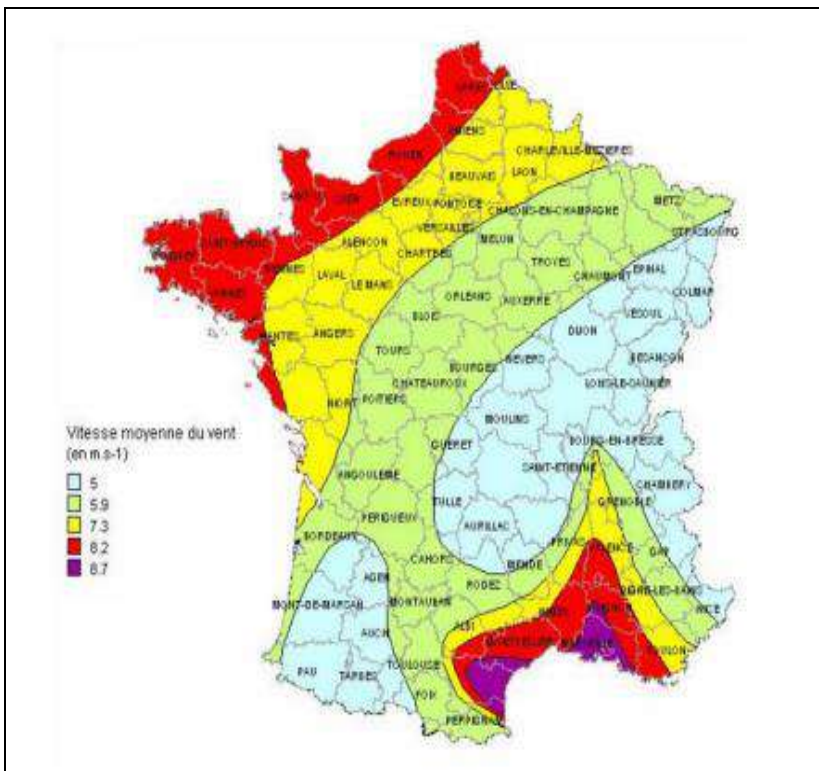 LILLE
AMIENS
ROUEN
CHARLEVILLE-MEZIERES
BEAUVAIS
LAON
CAEN
EVREUX
PONTOISE
METZ
CHALONS-EN-CHAMPAGNE
VERSAILLES
STRASBOURG
ALENCON
MELUN
CHARTRES
TROYES
EPINAL
RENNES
CHAUMONT
LAVAL
LE MANS
COLMAR
ORLEANS
AUXERRE
VESOUL
BLOIS
DIJON
NANTES
ANGERS
TOURS
BESANCON
BOURGES
NEVERS
CHATEAUROUX
LONS-LE-SAUNIER
NIORT
POITIERS
MOULINS
Vitesse moyenne du vent
(en m.s-1)
GUERET
BOURG-EN-BRESSE
5
5.9
7.3
8.2
8.7
ANGOULEME
SAINT-ETIENNE
CHAMBERY
TULLE
GRENOBLE
PERIGUEUX
AURILLAC
BORDEAUX
PRIVAS
VALENCE
CAHORS
MENDE
GAP
AGEN
RODEZ
DIGNE-LES-BAINS
MONT-DE-MARSAN
MONTAUBAN
NIMES
NICE
ALBI
AUCH
MONTPELLIER
MARSEILLE
TOULON
TOULOUSE
PAU
TARBES
FOIX
PERPIGNAN